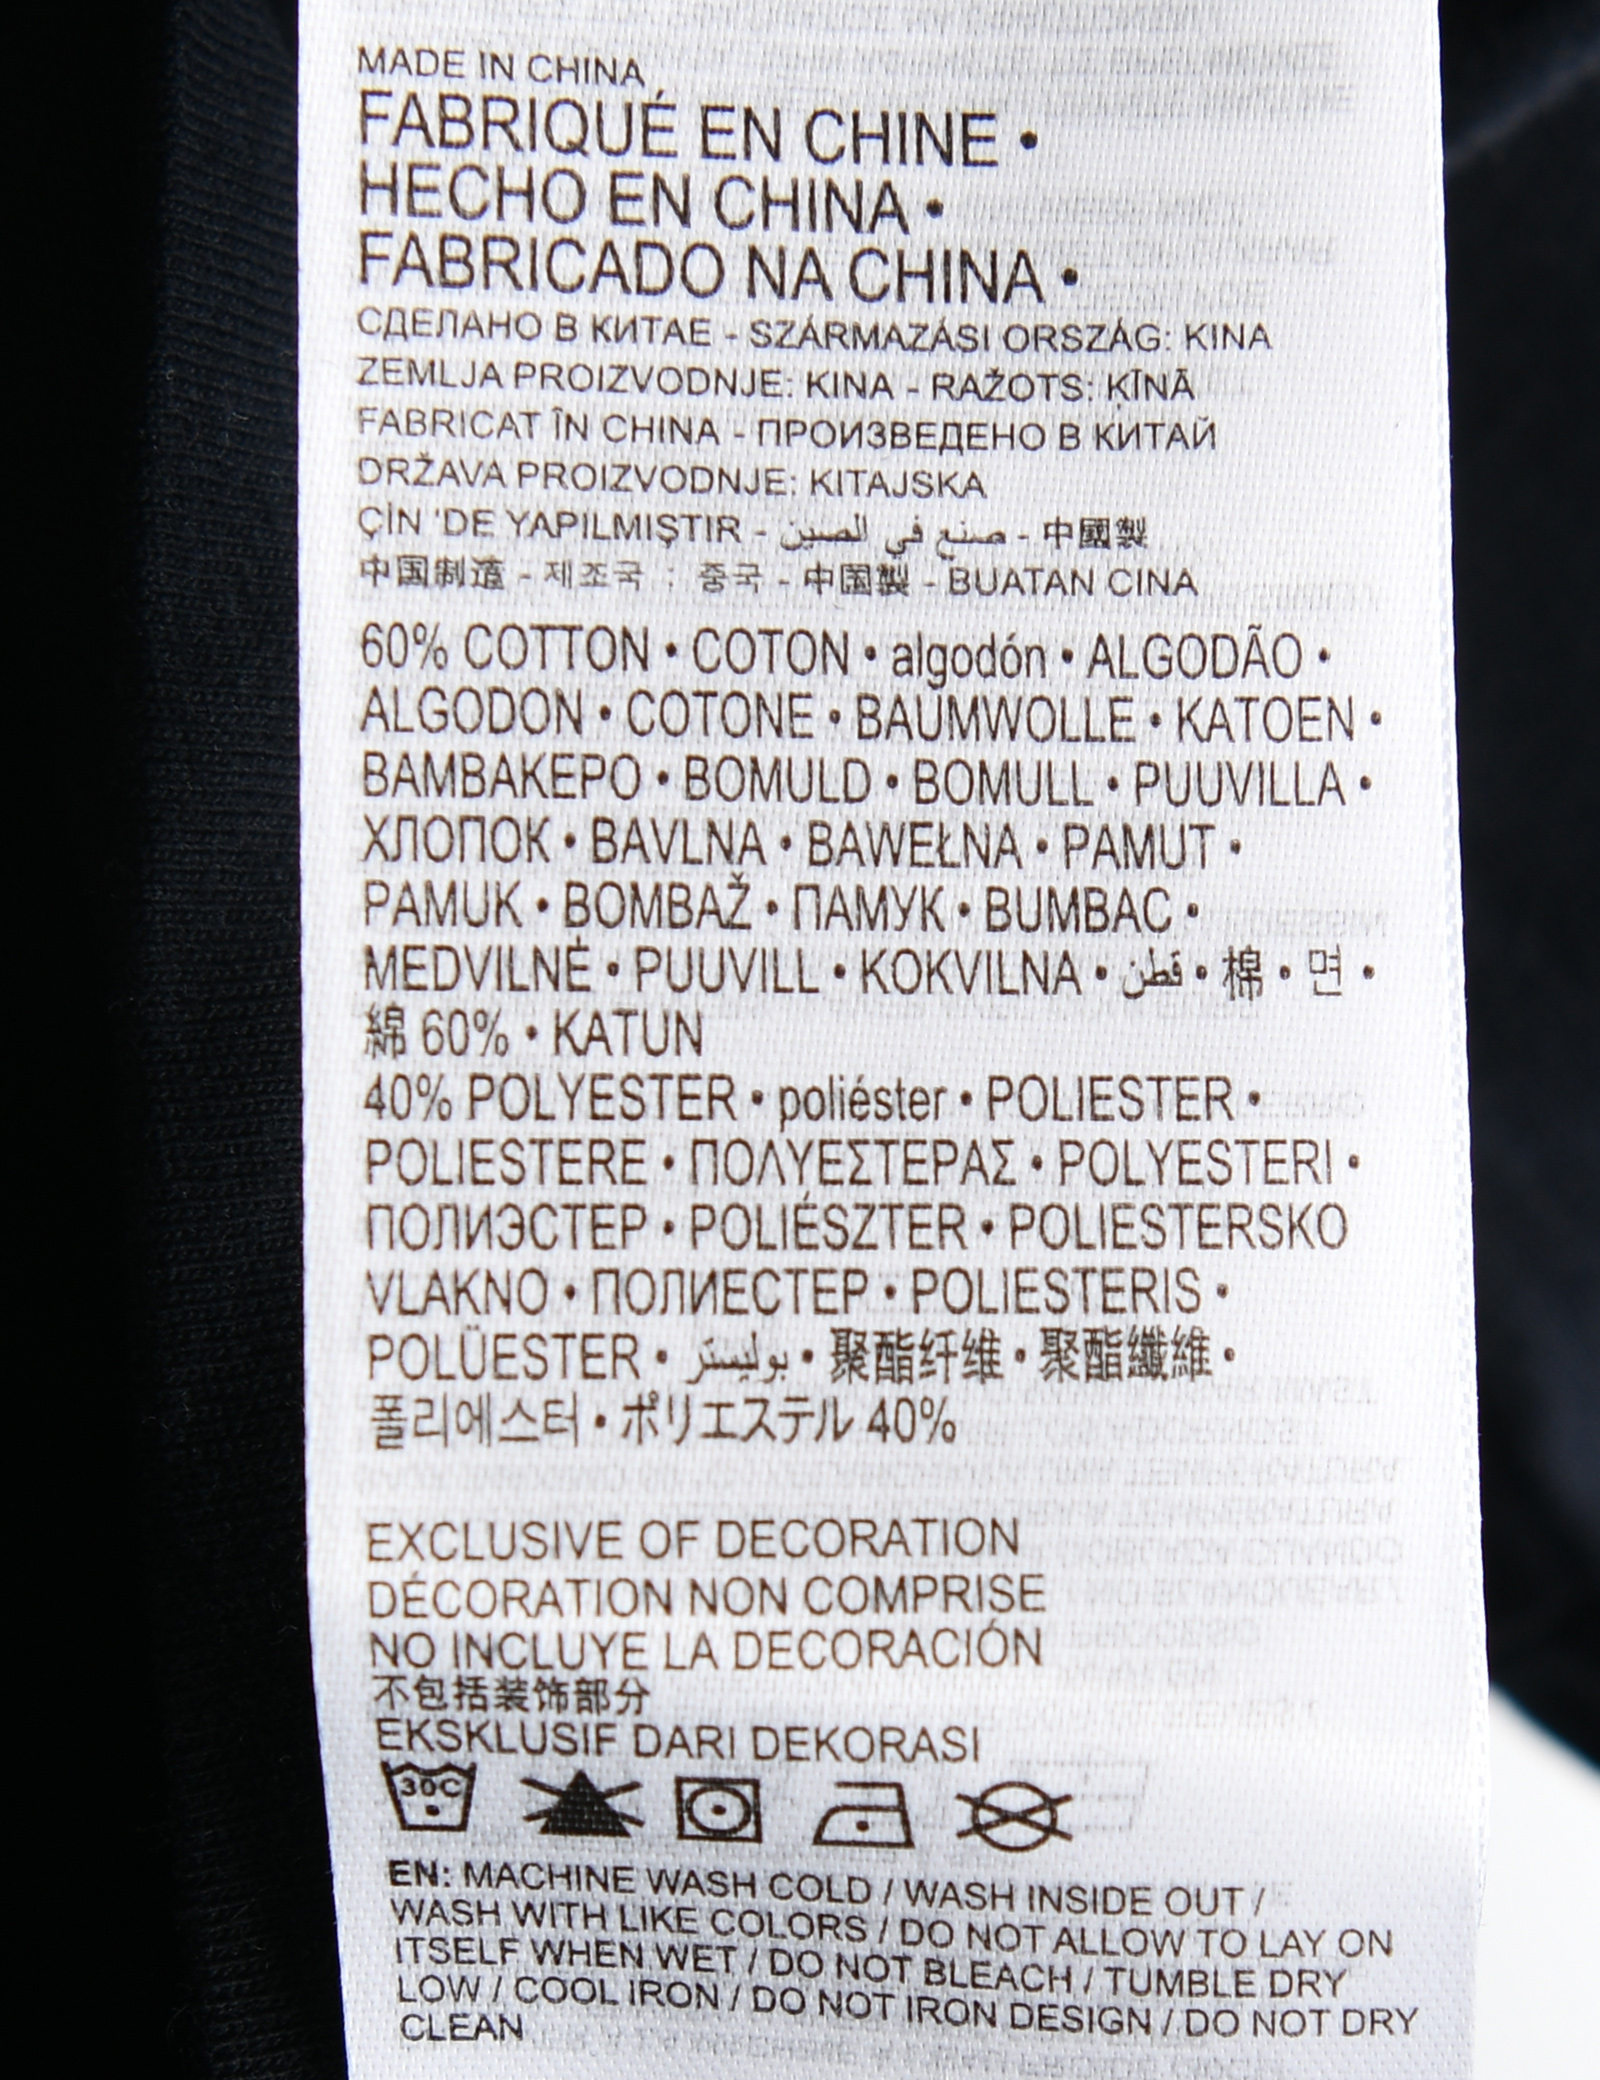 MADE IN CHINA
FABRIQUÉ EN CHINE •
HECHO EN CHINA •
FABRICADO NA CHINA •
СДЕЛАНО В КИТАЕ - SZÁRMAZÁSI ORSZÁG: KINA
ZEMLJA PROIZVODNJE: KINA - RAŽOTS: ĶĪNĀ
FABRICAT ÎN CHINA - ПРОИЗВЕДЕНО В КИТАЙ
DRŽAVA PROIZVODNJE: KITAJSKA
ÇİN 'DE YAPILMIŞTIR - صنع في الصين - 中國製
中国制造 - 제조국 : 중국 - 中国製 - BUATAN CINA
60% COTTON • COTON • algodón • ALGODÃO •
ALGODON • COTONE • BAUMWOLLE • KATOEN •
ΒΑΜΒΑΚΕΡΟ • BOMULD • BOMULL • PUUVILLA •
ХЛОПОК • BAVLNA • BAWEŁNA • PAMUT •
PAMUK • BOMBAŽ • ПАМУК • BUMBAC •
MEDVILNĖ • PUUVILL • KOKVILNA • قطن • 棉 • 면 •
綿 60% • KATUN
40% POLYESTER • poliéster • POLIESTER •
POLIESTERE • ΠΟΛΥΕΣΤΕΡΑΣ • POLYESTERI •
ПОЛИЭСТЕР • POLIÉSZTER • POLIESTERSKO
VLAKNO • ПОЛИЕСТЕР • POLIESTERIS •
POLÜESTER • بوليستر • 聚酯纤维 • 聚酯纖維 •
폴리에스터 • ポリエステル 40%
EXCLUSIVE OF DECORATION
DÉCORATION NON COMPRISE
NO INCLUYE LA DECORACIÓN
不包括装饰部分
EKSKLUSIF DARI DEKORASI
30C
EN: MACHINE WASH COLD / WASH INSIDE OUT /
WASH WITH LIKE COLORS / DO NOT ALLOW TO LAY ON
ITSELF WHEN WET / DO NOT BLEACH / TUMBLE DRY
LOW / COOL IRON / DO NOT IRON DESIGN / DO NOT DRY
CLEAN